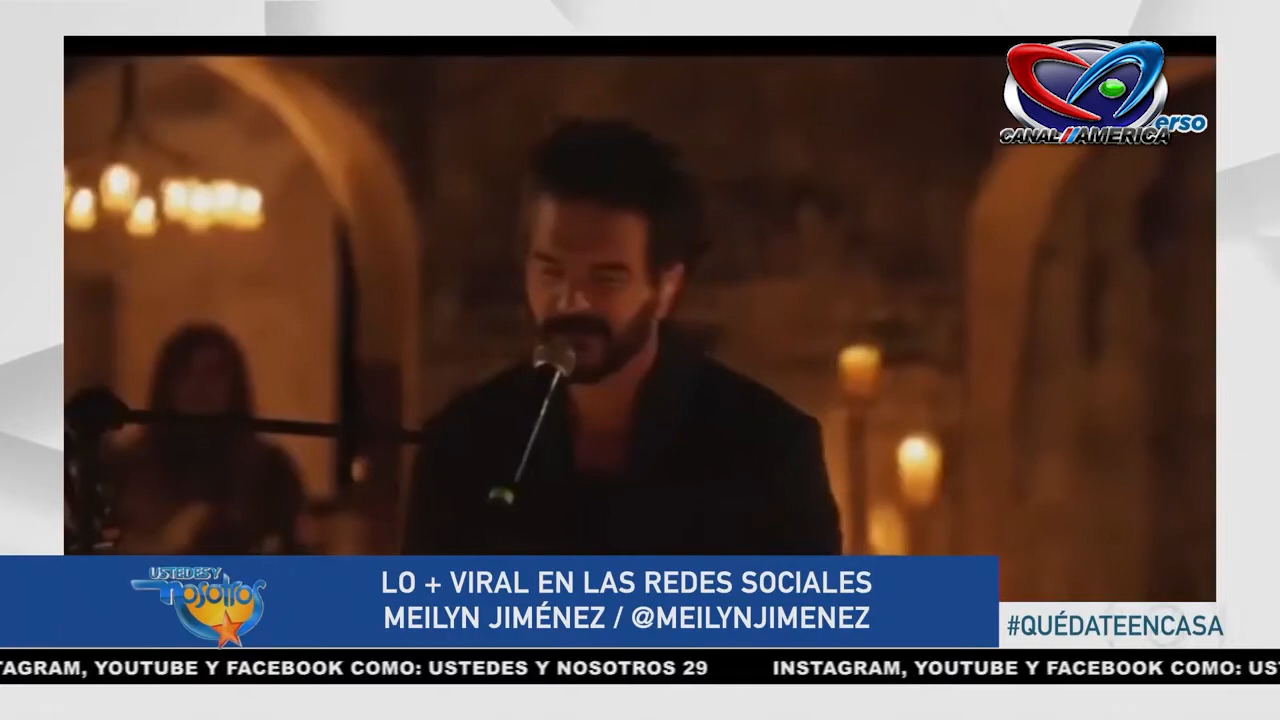 CANAL AMERICA
erso
USTEDES Y
nosotros
LO + VIRAL EN LAS REDES SOCIALES
MEILYN JIMÉNEZ / @MEILYNJIMENEZ
#QUÉDATEENCASA
TAGRAM, YOUTUBE Y FACEBOOK COMO: USTEDES Y NOSOTROS 29 INSTAGRAM, YOUTUBE Y FACEBOOK COMO: UST